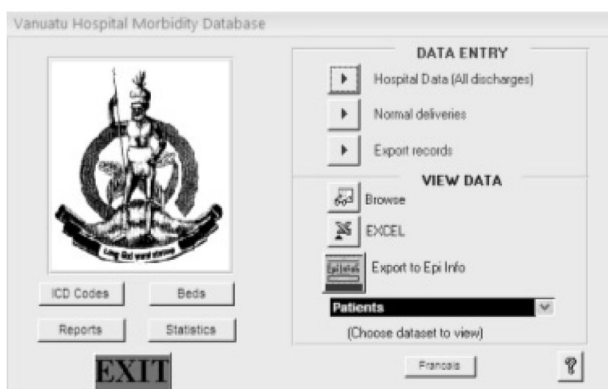 Vanuatu Hospital Morbidity Database
DATA ENTRY
Hospital Data (All discharges)
Normal deliveries
Export records
VIEW DATA
Browse
EXCEL
Export to Epi Info
Patients
(Choose dataset to view)
ICD Codes
Beds
Reports
Statistics
EXIT
Francais
?